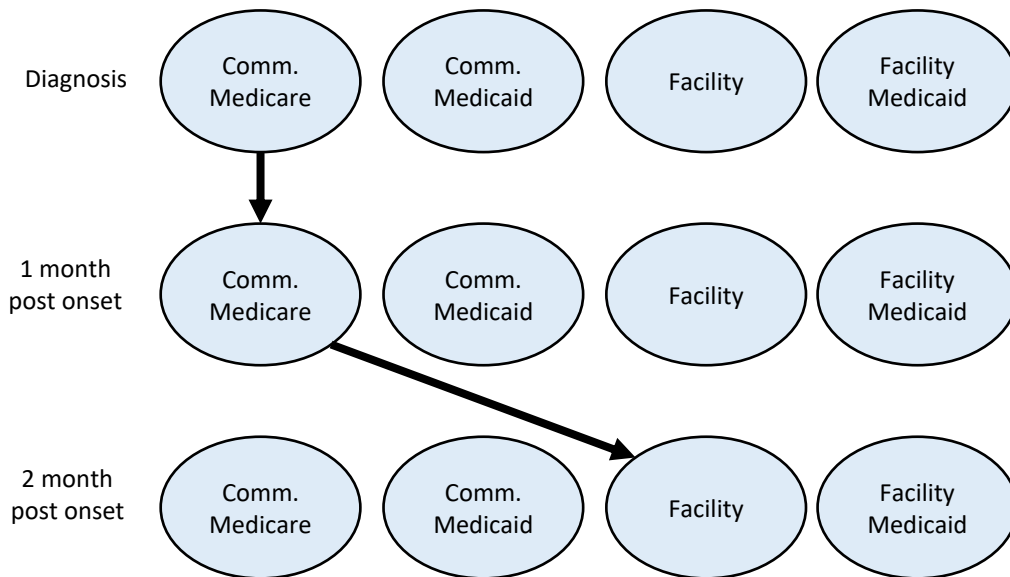 Diagnosis
Comm.
Medicare
Comm.
Medicaid
Facility
Facility
Medicaid
1 month
post onset
Comm.
Medicare
Comm.
Medicaid
Facility
Facility
Medicaid
2 month
post onset
Comm.
Medicare
Comm.
Medicaid
Facility
Facility
Medicaid